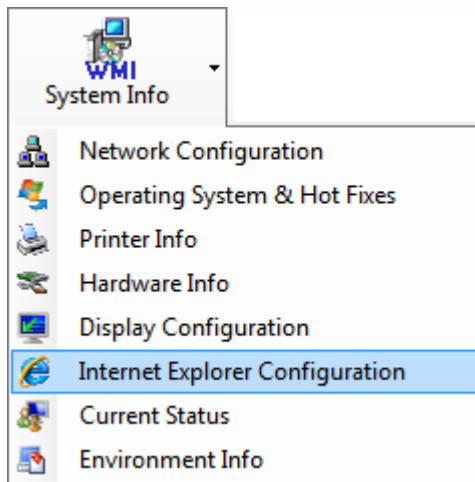 WMI
System Info
Network Configuration
Operating System & Hot Fixes
Printer Info
Hardware Info
Display Configuration
Internet Explorer Configuration
Current Status
Environment Info